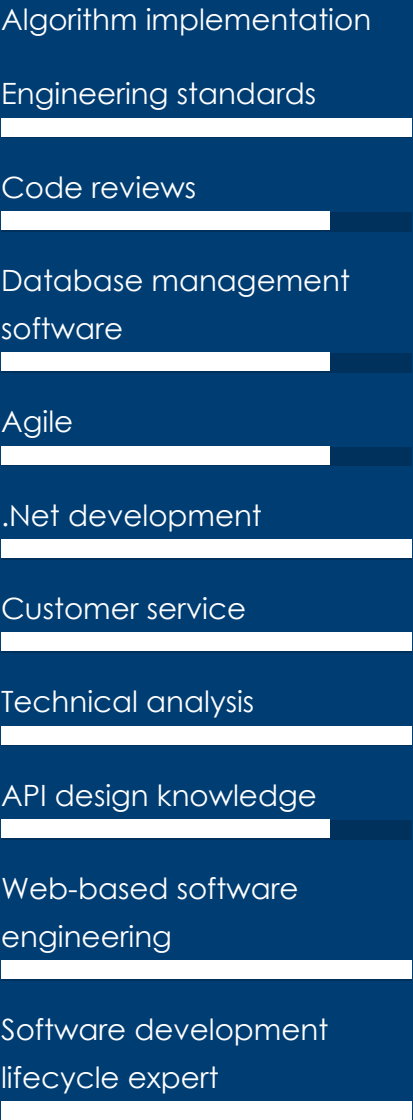 Algorithm implementation
Engineering standards
Code reviews
Database management
software
Agile
.Net development
Customer service
Technical analysis
API design knowledge
Web-based software
engineering
Software development
lifecycle expert